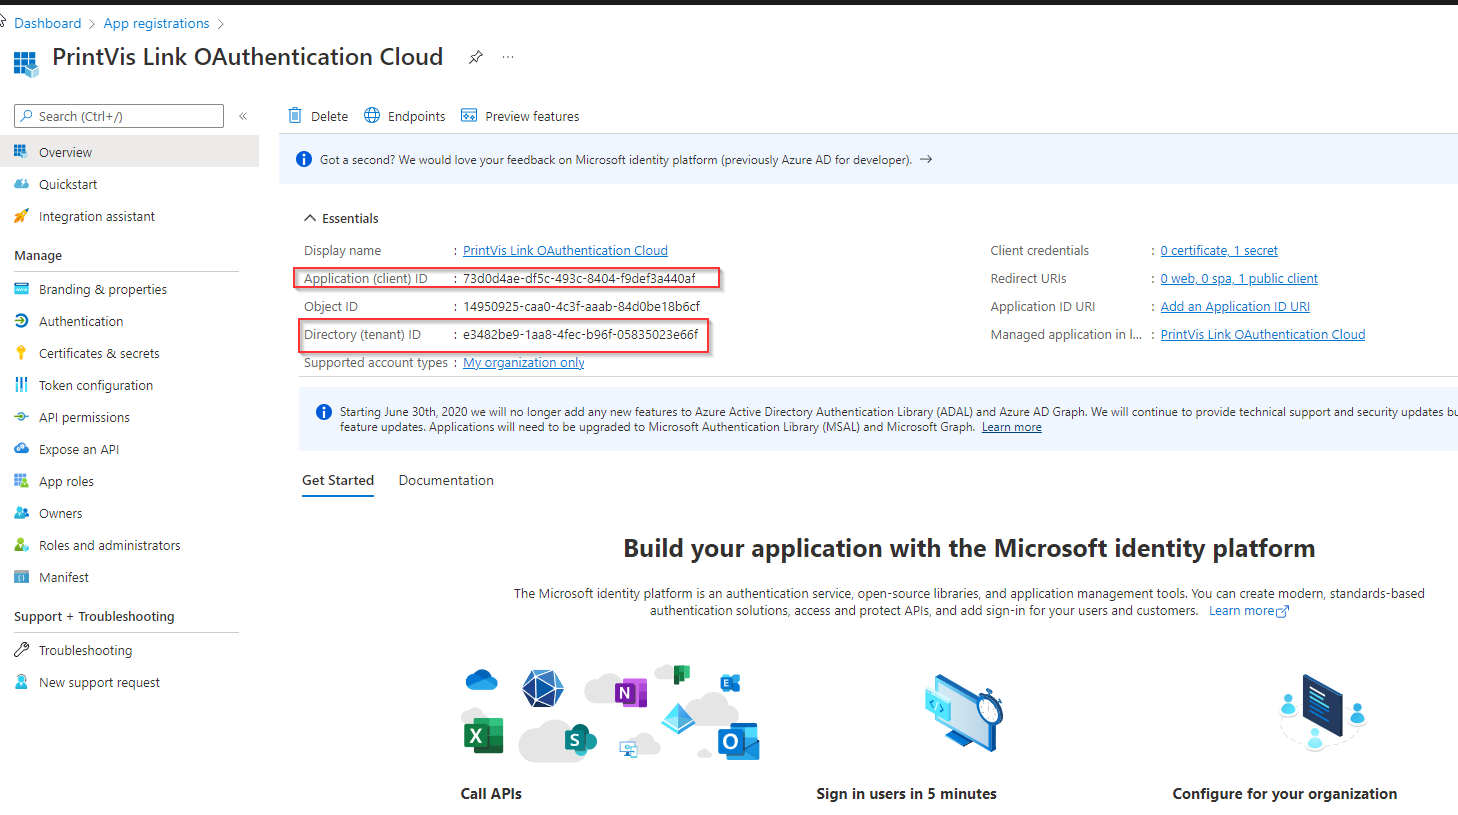 Dashboard > App registrations >
PrintVis Link OAuthentication Cloud ...
Search (Ctrl+/) «
Overview
Quickstart
Integration assistant
Manage
Branding & properties
Authentication
Certificates & secrets
Token configuration
API permissions
Expose an API
App roles
Owners
Roles and administrators
Manifest
Support + Troubleshooting
Troubleshooting
New support request
Delete Endpoints Preview features
Got a second? We would love your feedback on Microsoft identity platform (previously Azure AD for developer). →
Essentials
Display name : PrintVis Link OAuthentication Cloud
Application (client) ID : 73d0d4ae-df5c-493c-8404-f9def3a440af
Object ID : 14950925-caa0-4c3f-aaab-84d0be18b6cf
Directory (tenant) ID : e3482be9-1aa8-4fec-b96f-05835023e66f
Supported account types : My organization only
Client credentials : 0 certificate, 1 secret
Redirect URIs : 0 web, 0 spa, 1 public client
Application ID URI : Add an Application ID URI
Managed application in l... : PrintVis Link OAuthentication Cloud
Starting June 30th, 2020 we will no longer add any new features to Azure Active Directory Authentication Library (ADAL) and Azure AD Graph. We will continue to provide technical support and security updates bu
feature updates. Applications will need to be upgraded to Microsoft Authentication Library (MSAL) and Microsoft Graph. Learn more
Get Started Documentation
Build your application with the Microsoft identity platform
The Microsoft identity platform is an authentication service, open-source libraries, and application management tools. You can create modern, standards-based
authentication solutions, access and protect APIs, and add sign-in for your users and customers. Learn more
N
E
X
S
O
Call APIs
Sign in users in 5 minutes
Configure for your organization